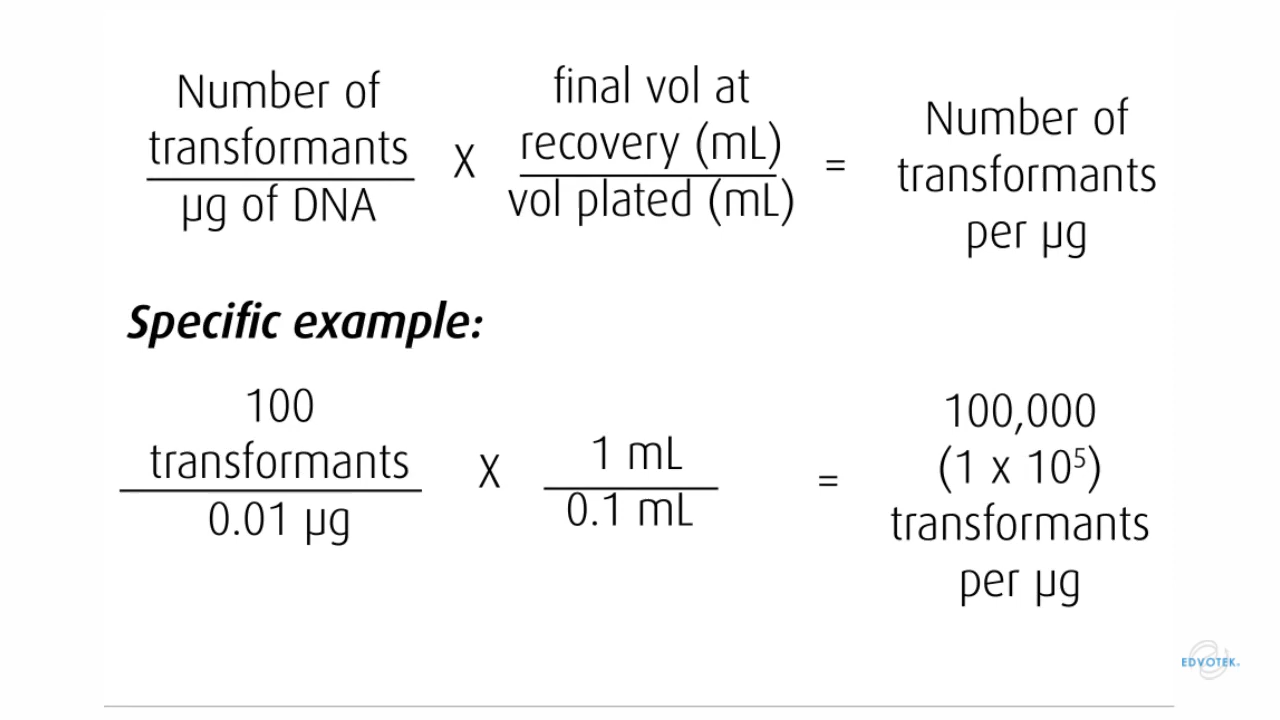 Number of
transformants
µg of DNA
X
final vol at
recovery (mL)
vol plated (mL)
=
Number of
transformants
per µg
Specific example:
100
transformants
0.01 µg
X
1 mL
0.1 mL
=
100,000
(1 x 10⁵)
transformants
per µg
EDVOTEK.